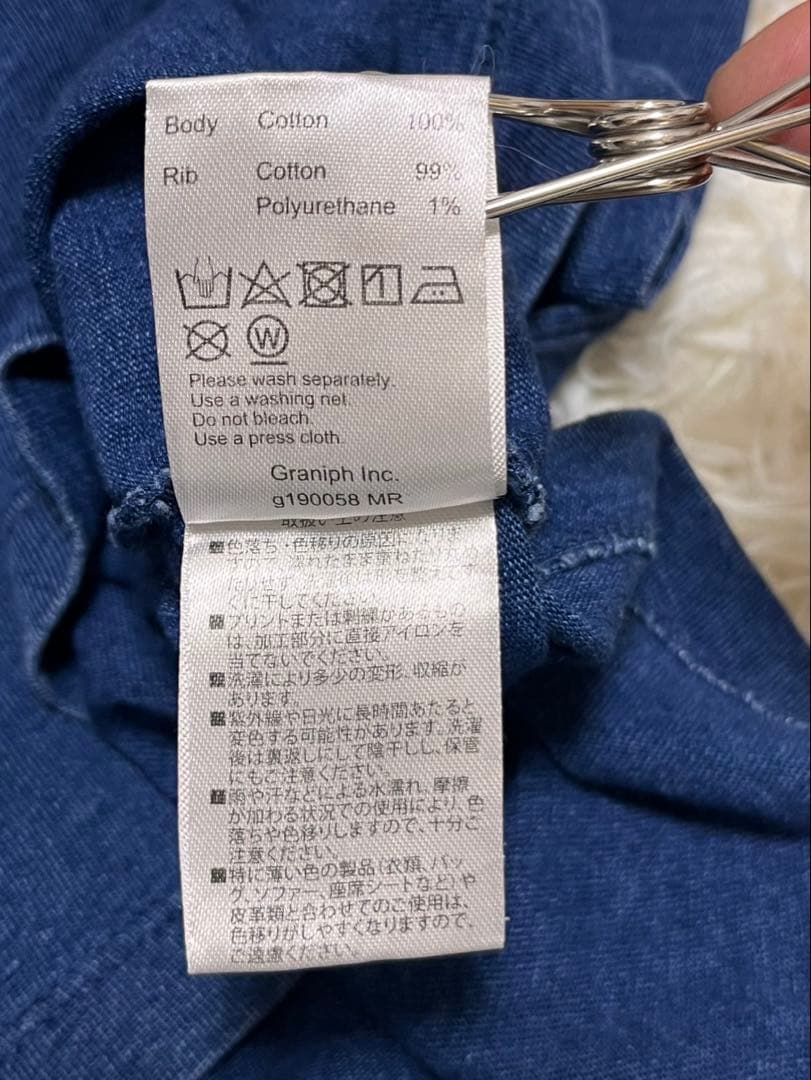 Body Cotton 100%
Rib Cotton 99%
Polyurethane 1%
W
Please wash separately.
Use a washing net.
Do not bleach.
Use a press cloth.
Graniph Inc.
g190058 MR
取扱い上の注意
色落ち・色移りの原因になりま
くに干してください。
プリントまたは刺繍があるもの
は、加工部分に直接アイロンを
当てないでください。
洗濯により多少の変形、収縮が
あります。
紫外線や日光に長時間あたると
変色する可能性があります。洗濯
後は裏返しにして陰干しし、保管
にもご注意ください。
雨や汗などによる水濡れ、摩擦
が加わる状況での使用により、色
落ちや色移りしますので、十分ご
注意ください。
特に薄い色の製品（衣類、バッ
グ、ソファー、座席シートなど）や
皮革類と合わせてのご使用は、
色移りがしやすくなりますので、
ご遠慮ください。